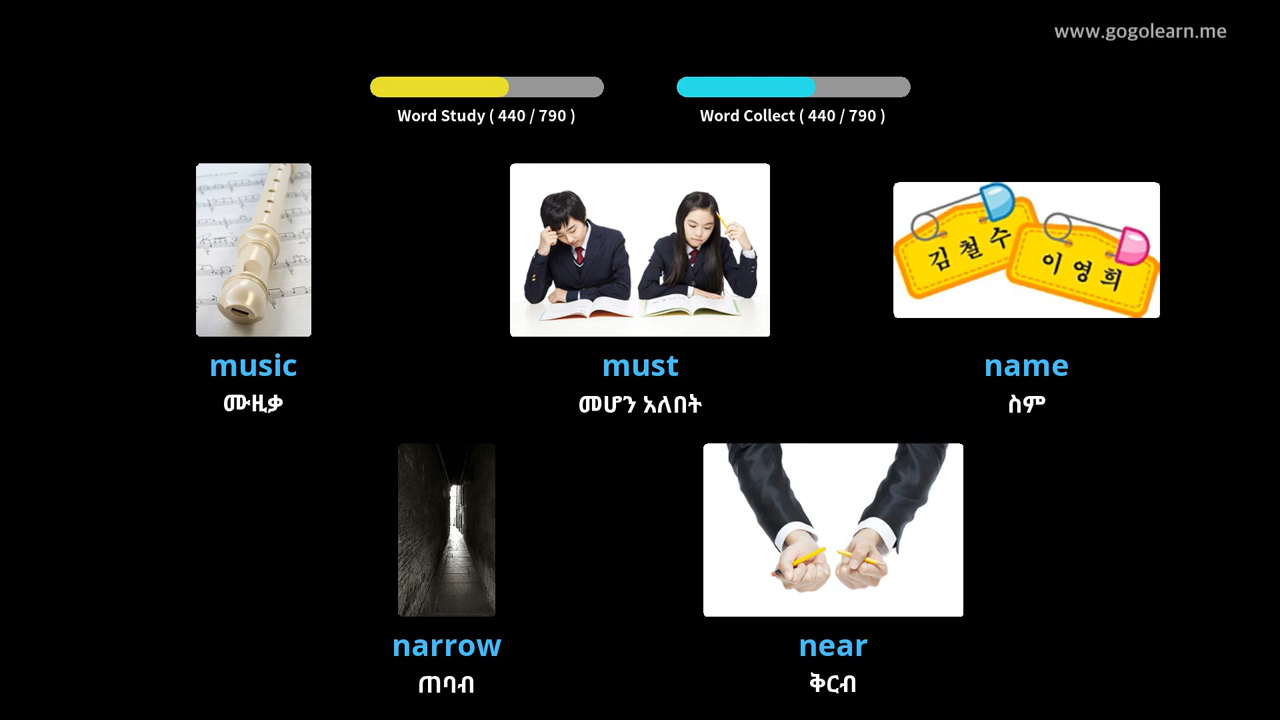 www.gogolearn.me
Word Study ( 440 / 790 )
Word Collect ( 440 / 790 )
김철수
이영희
music
must
name
ሙዚቃ
መሆን አለበት
ስም
narrow
near
ጠባብ
ቅርብ